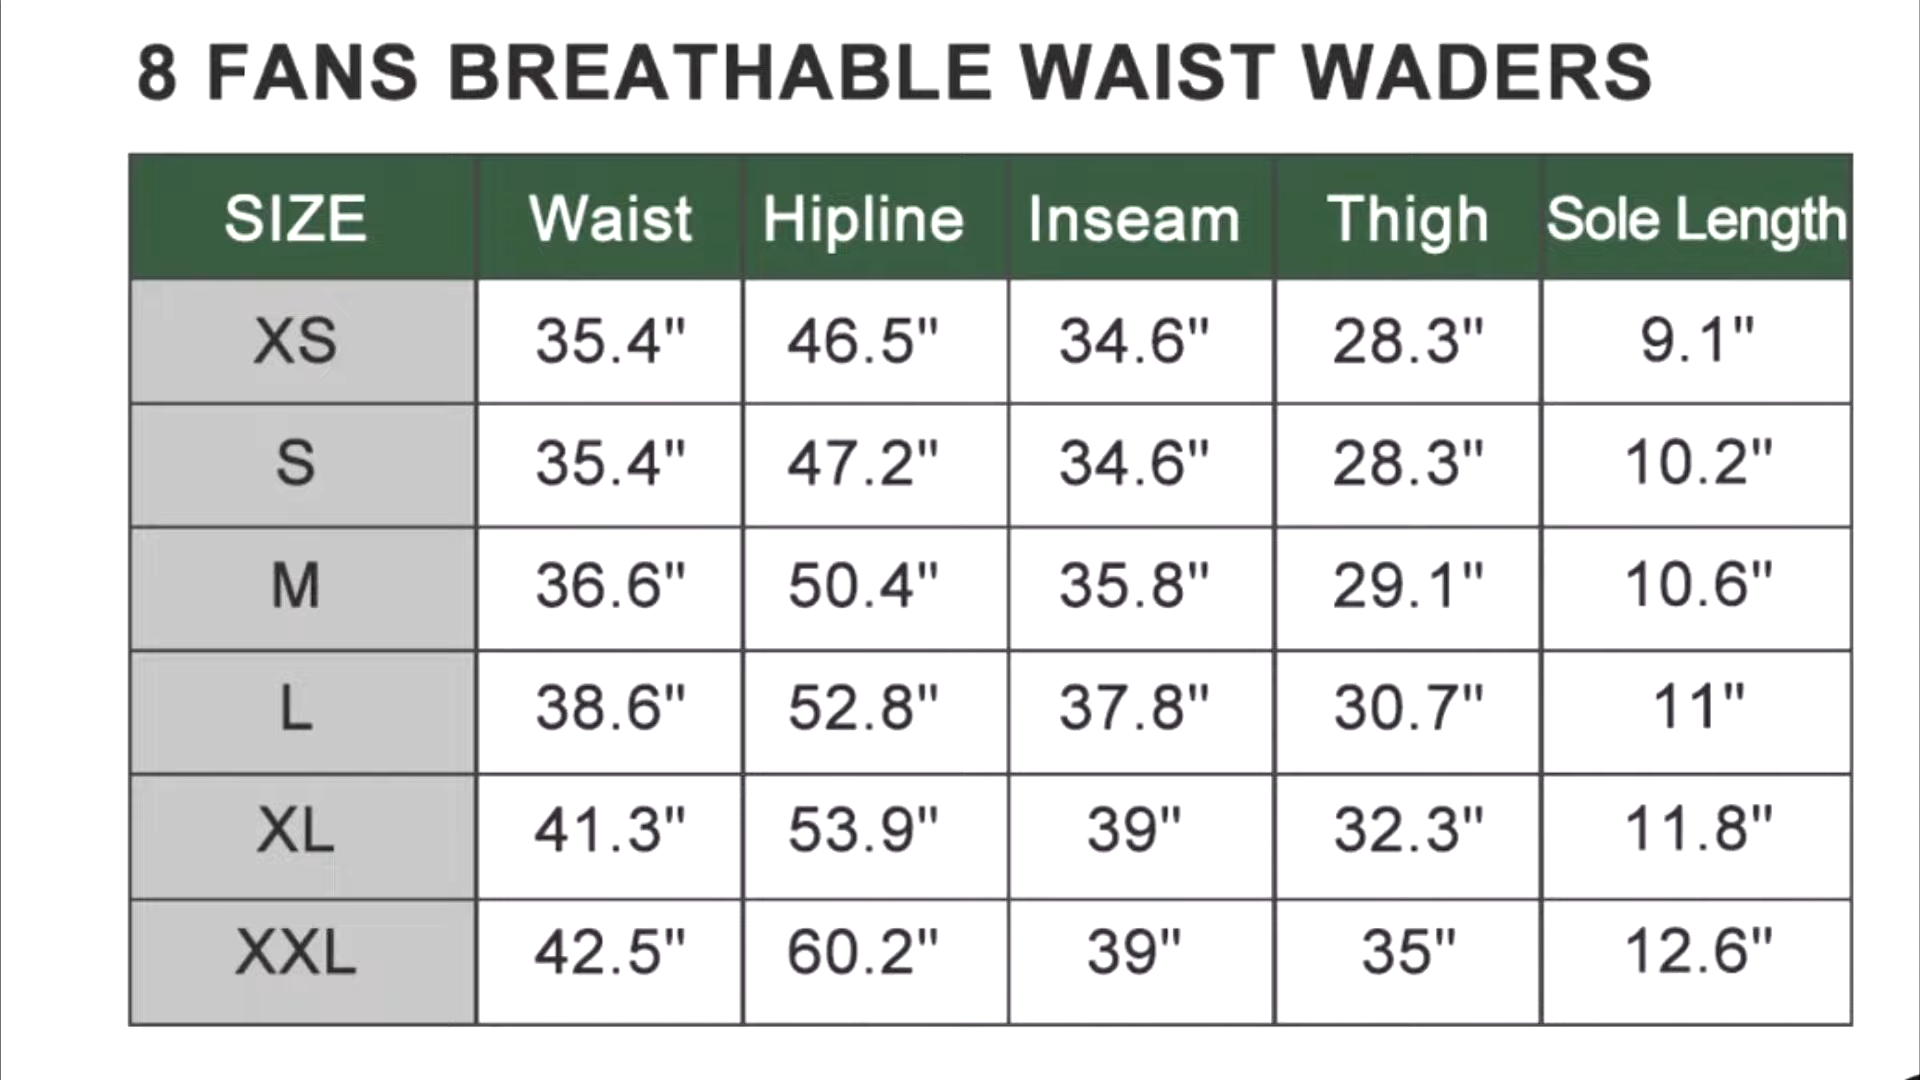 8 FANS BREATHABLE WAIST WADERS
SIZE Waist Hipline Inseam Thigh Sole Length
XS 35.4" 46.5" 34.6" 28.3" 9.1"
S 35.4" 47.2" 34.6" 28.3" 10.2"
M 36.6" 50.4" 35.8" 29.1" 10.6"
L 38.6" 52.8" 37.8" 30.7" 11"
XL 41.3" 53.9" 39" 32.3" 11.8"
XXL 42.5" 60.2" 39" 35" 12.6"